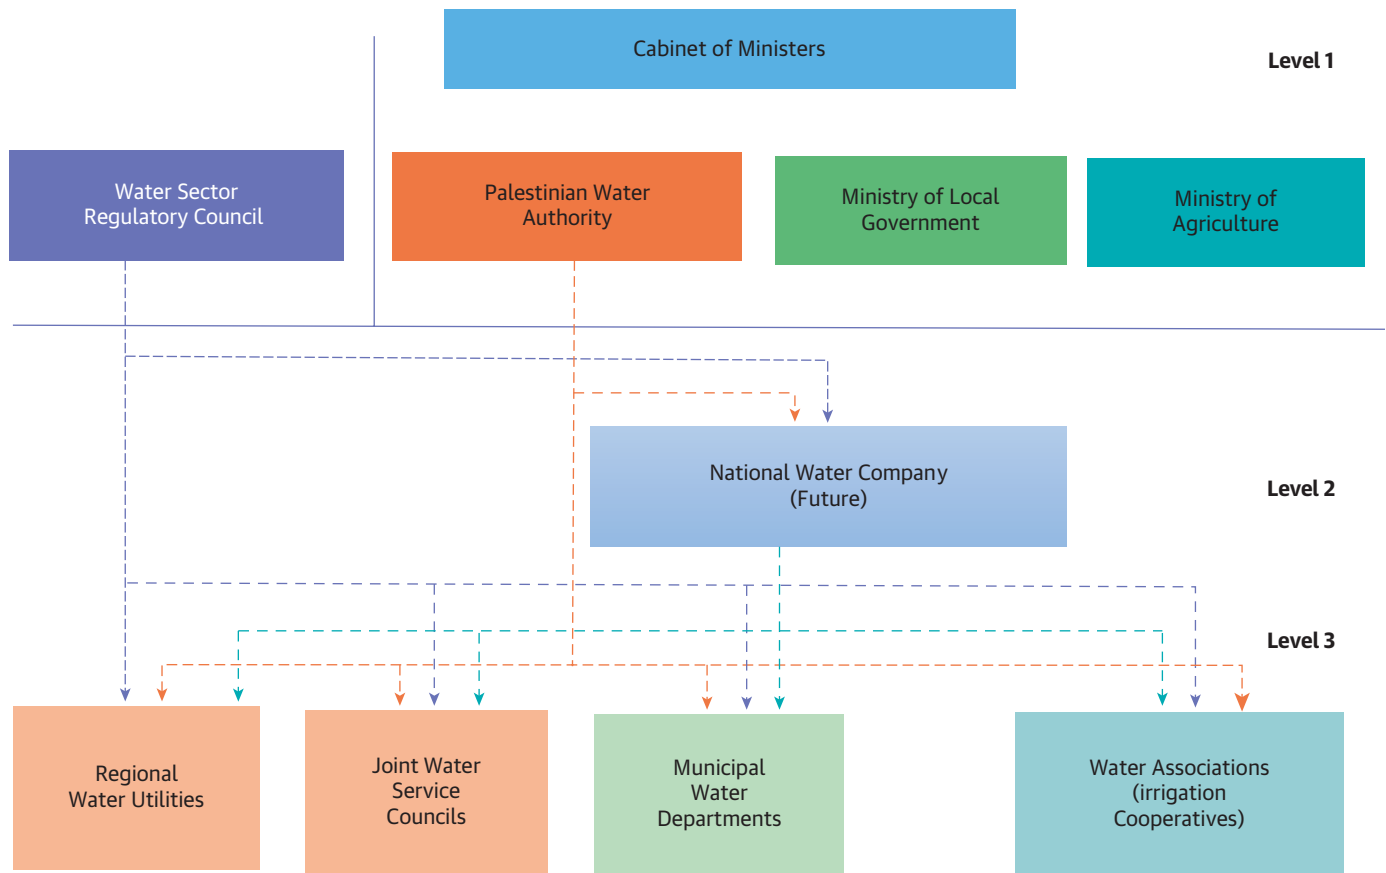 Cabinet of Ministers
Level 1
Water Sector
Regulatory Council
Palestinian Water
Authority
Ministry of Local
Government
Ministry of
Agriculture
National Water Company
(Future)
Level 2
Level 3
Regional
Water Utilities
Joint Water
Service
Councils
Municipal
Water
Departments
Water Associations
(irrigation
Cooperatives)